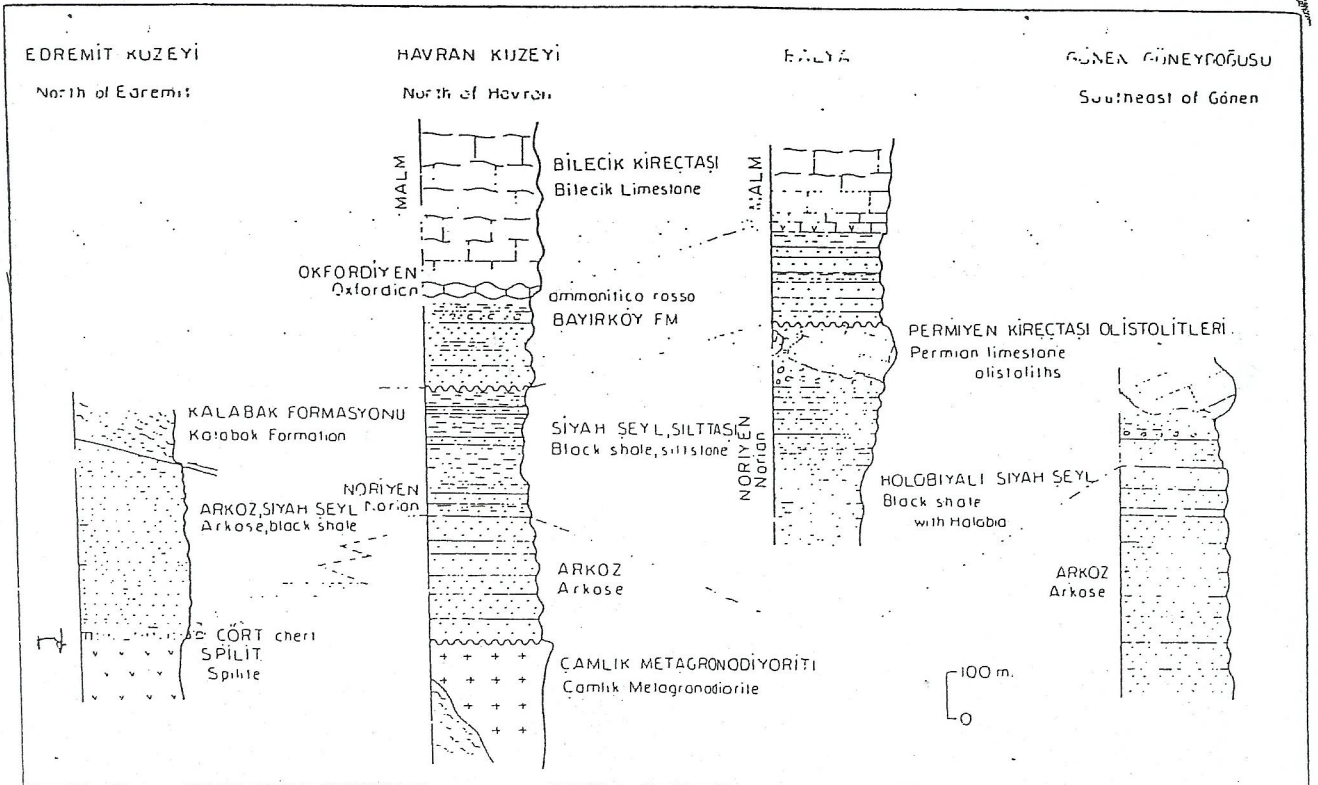 EDREMİT KUZEYİ
North of Edremit
HAVRAN KUZEYİ
North of Havran
BALYA
GÖNEN GÜNEYDOĞUSU
Southeast of Gönen
MALM
BİLECİK KİREÇTAŞI
Bilecik Limestone
MALM
OKFORDİYEN
Oxfordian
ammonitico rosso
BAYIRKÖY FM
PERMİYEN KİREÇTAŞI OLİSTOLİTLERİ
Permian limestone
olistoliths
KALABAK FORMASYONU
Kalabak Formation
SİYAH ŞEYL,SİLTTAŞI
Black shale, siltstone
NORİYEN
Norian
NORİYEN
Norian
HOLOBİYALI SİYAH ŞEYL
Black shale
with Halobia
ARKOZ,SİYAH ŞEYL
Arkose, black shale
ARKOZ
Arkose
ARKOZ
Arkose
ÇÖRT chert
SPİLİT
Spilite
ÇAMLIK METAGRONODİYORİTİ
Çamlık Metagronodiorite
100 m.
0